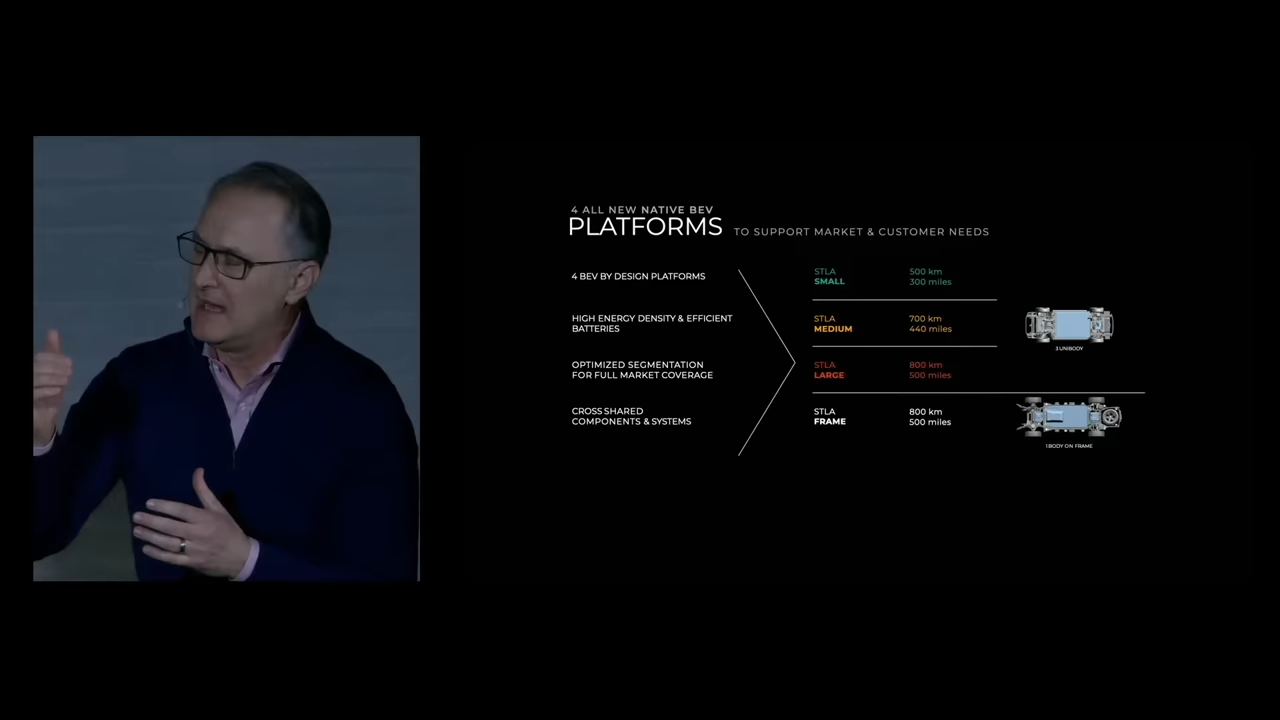 4 ALL NEW NATIVE BEV
PLATFORMS TO SUPPORT MARKET & CUSTOMER NEEDS
4 BEV BY DESIGN PLATFORMS
HIGH ENERGY DENSITY & EFFICIENT
BATTERIES
OPTIMIZED SEGMENTATION
FOR FULL MARKET COVERAGE
CROSS SHARED
COMPONENTS & SYSTEMS
STLA 500 km
SMALL 300 miles
STLA 700 km
MEDIUM 440 miles
STLA 800 km
LARGE 500 miles
3 UNIBODY
STLA 800 km
FRAME 500 miles
1 BODY ON FRAME